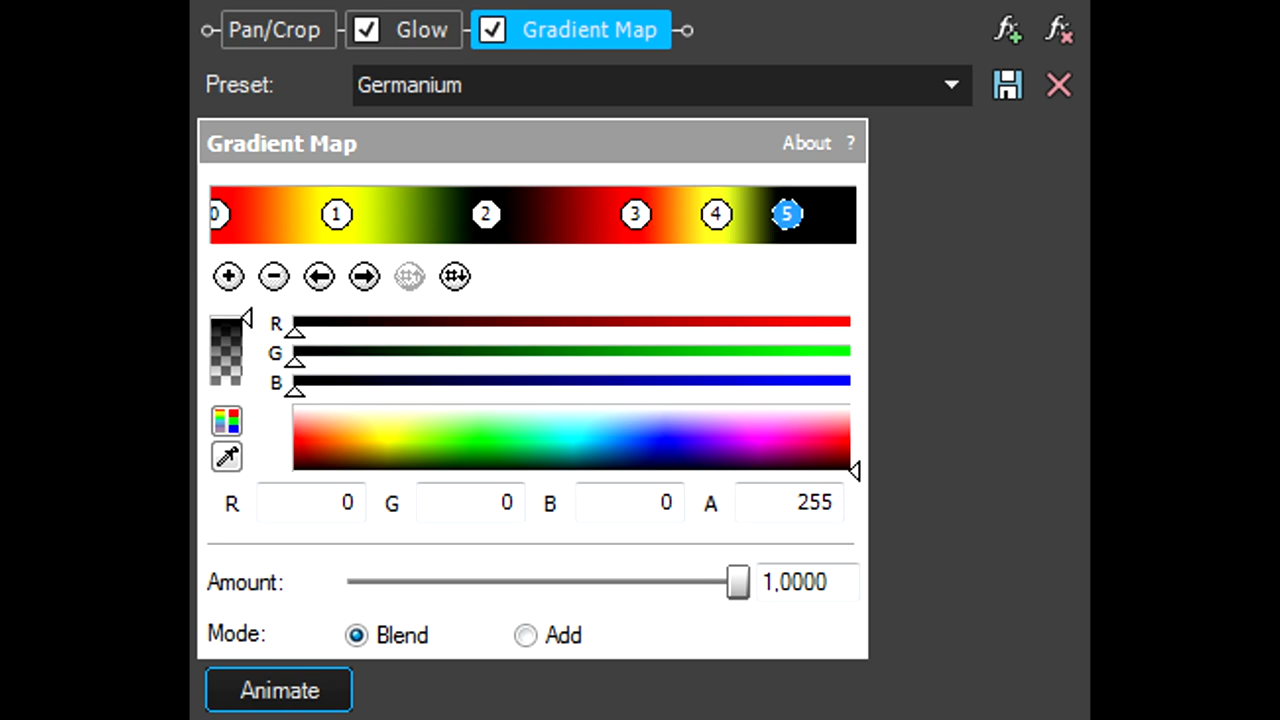 Pan/Crop Glow Gradient Map
Preset: Germanium
Gradient Map About ?
0 1 2 3 4 5
R
G
B
R 0 G 0 B 0 A 255
Amount: 1,0000
Mode: Blend Add
Animate